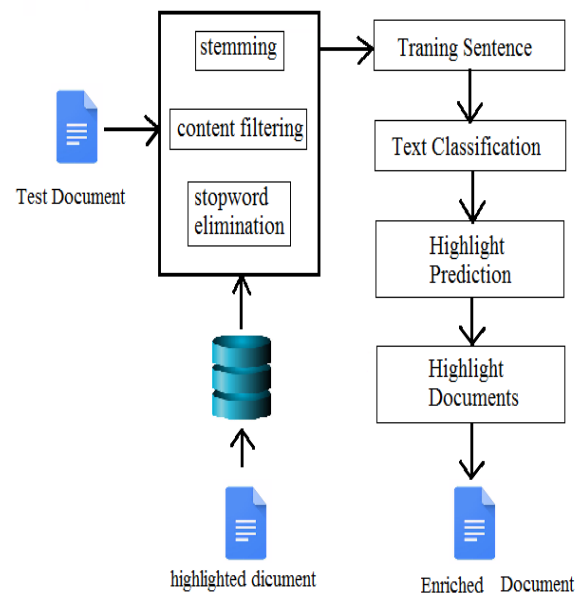 stemming
content filtering
stopword
elimination
Test Document
highlighted dicument
Traning Sentence
Text Classification
Highlight
Prediction
Highlight
Documents
Enriched Document